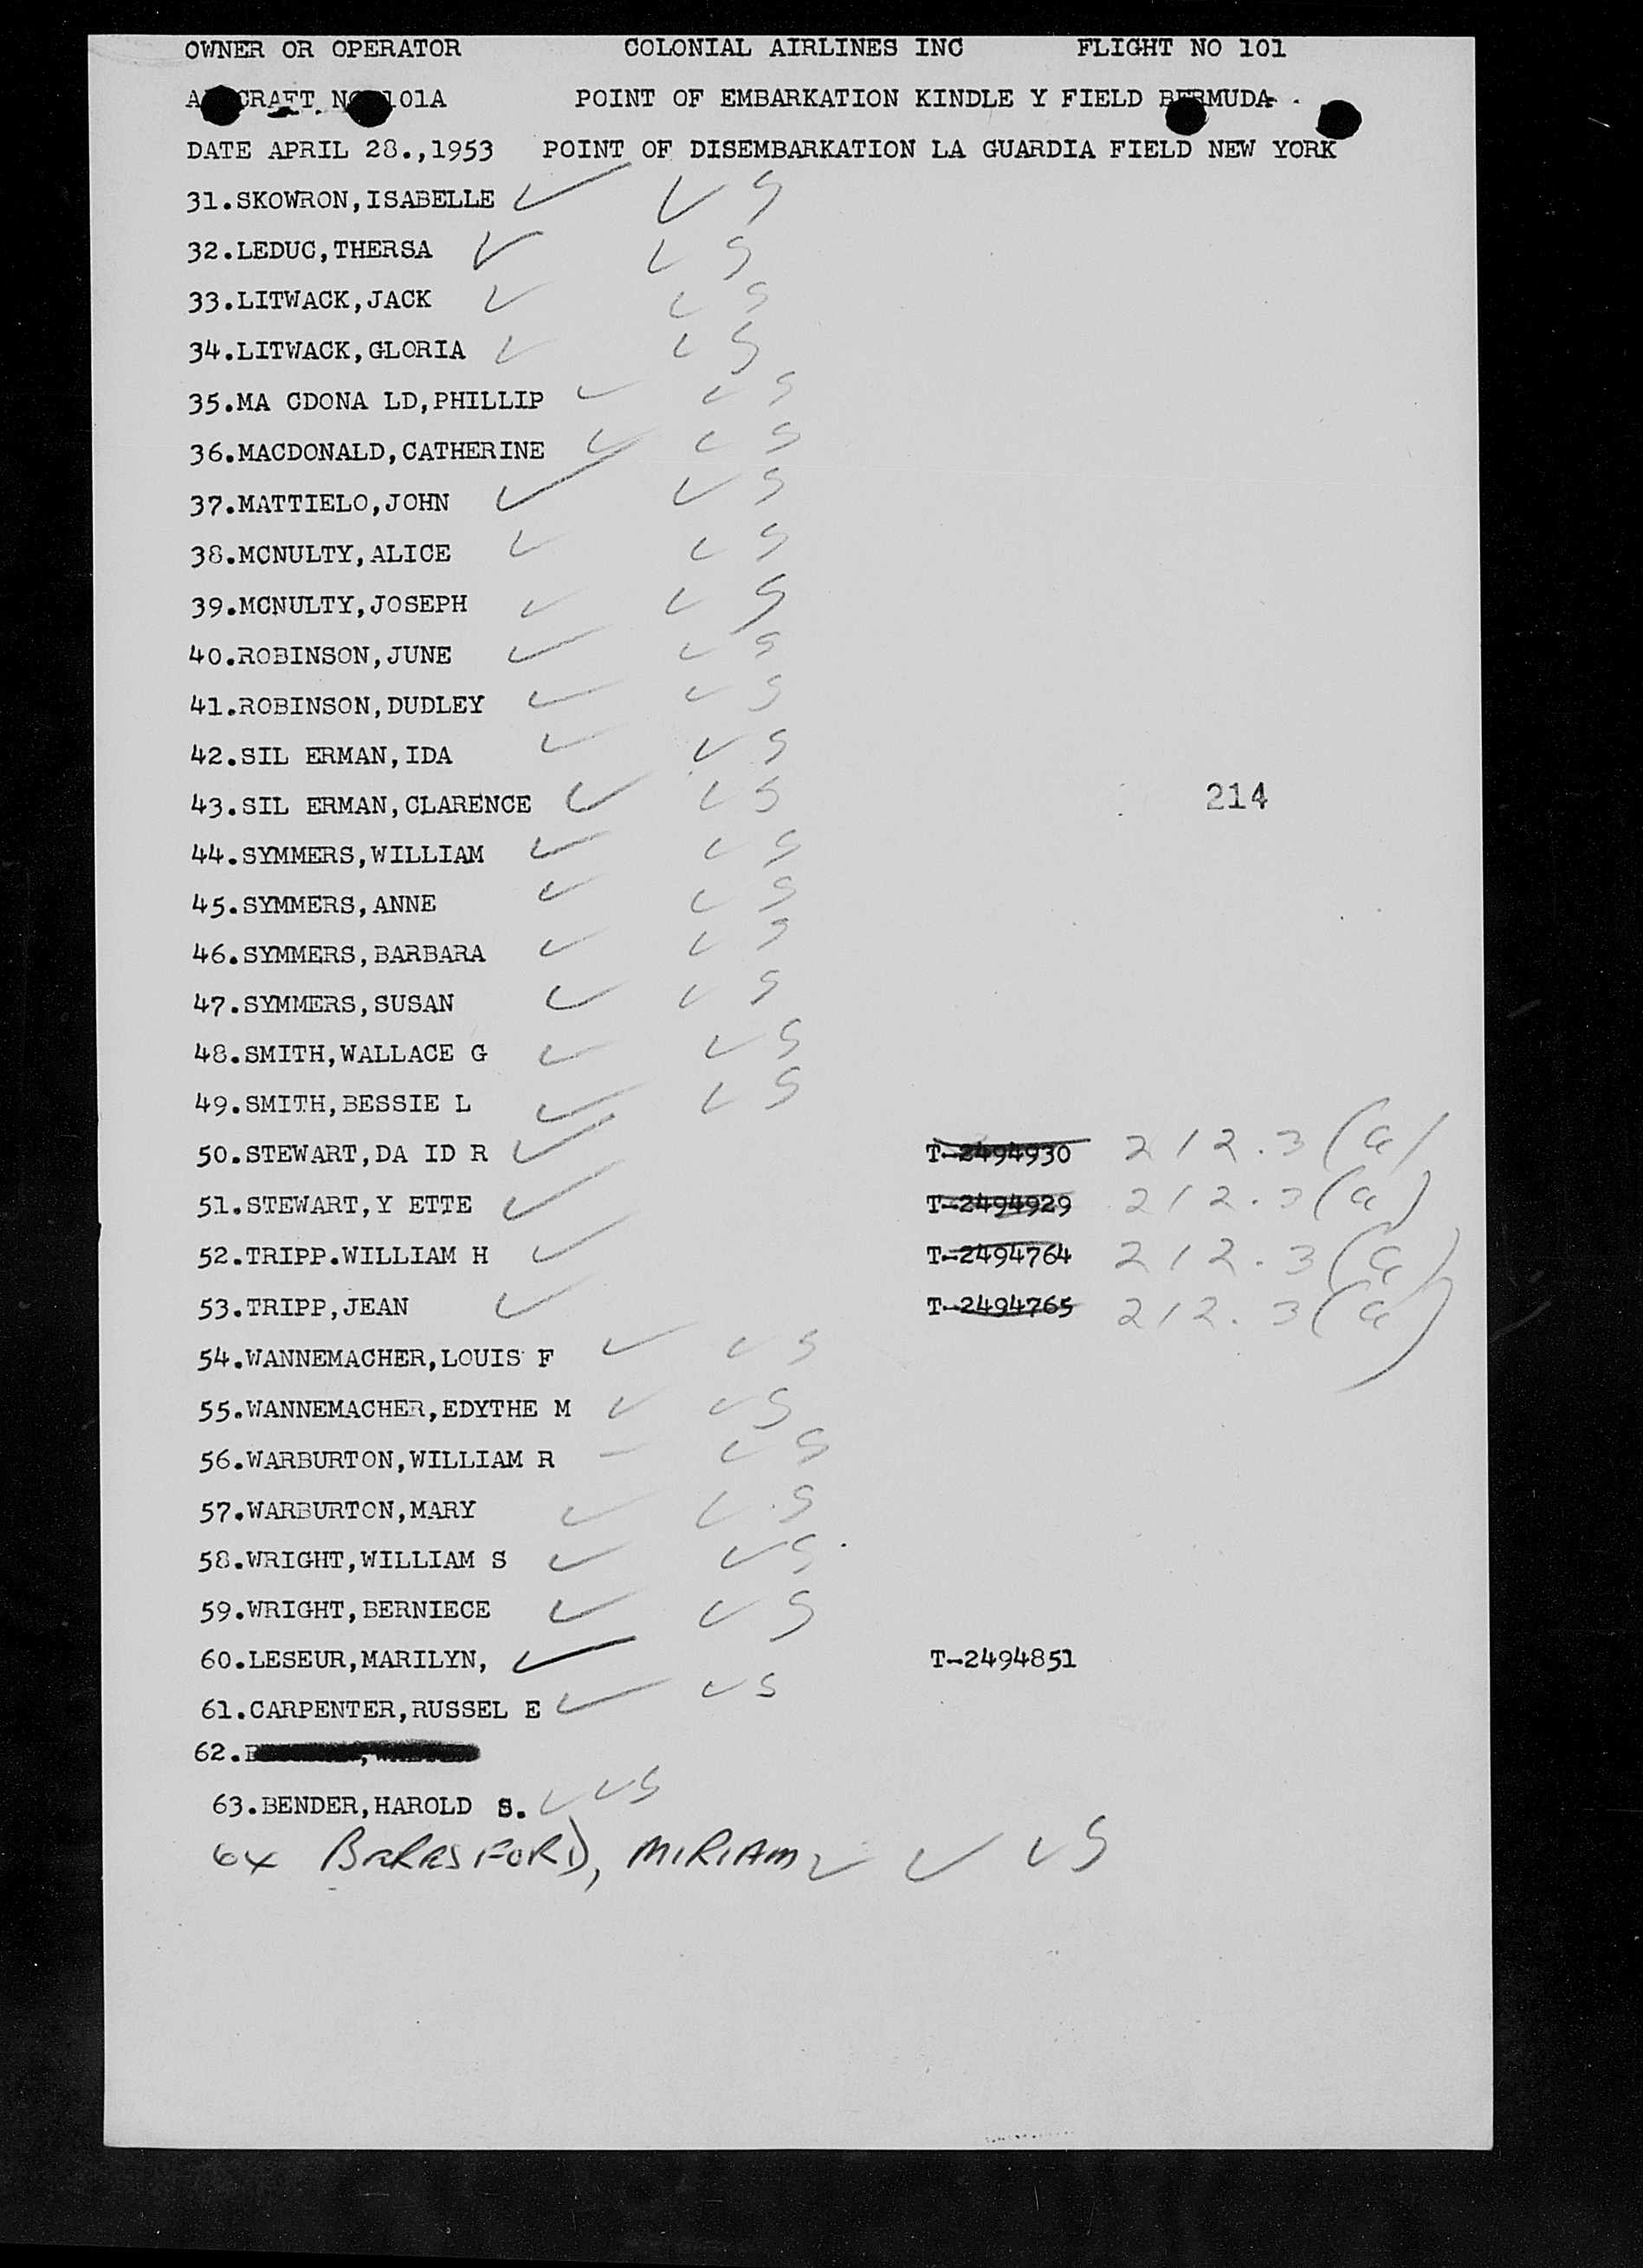 OWNER OR OPERATOR COLONIAL AIRLINES INC FLIGHT NO 101
POINT OF EMBARKATION KINDLE Y FIELD BERMUDA
DATE APRIL 28.,1953 POINT OF DISEMBARKATION LA GUARDIA FIELD NEW YORK
31.SKOWRON,ISABELLE ✓ US
32.LEDUC,THERSA ✓ US
33.LITWACK,JACK ✓ US
34.LITWACK,GLORIA ✓ US
35.MA CDONA LD,PHILLIP ✓ US
36.MACDONALD,CATHERINE ✓ US
37.MATTIELO,JOHN ✓ US
38.MCNULTY,ALICE ✓ US
39.MCNULTY,JOSEPH ✓ US
40.ROBINSON,JUNE ✓ US
41.ROBINSON,DUDLEY ✓ US
42.SIL ERMAN,IDA ✓ US
43.SIL ERMAN,CLARENCE ✓ US 214
44.SYMMERS,WILLIAM ✓ US
45.SYMMERS,ANNE ✓ US
46.SYMMERS,BARBARA ✓ US
47.SYMMERS,SUSAN ✓ US
48.SMITH,WALLACE G ✓ US
49.SMITH,BESSIE L ✓ US
50.STEWART,DA ID R ✓ T-2494930 212.3(a)
51.STEWART,Y ETTE ✓ T-2494929 212.3(a)
52.TRIPP.WILLIAM H ✓ T-2494764 212.3(a)
53.TRIPP,JEAN ✓ T-2494765 212.3(a)
54.WANNEMACHER,LOUIS F ✓ US
55.WANNEMACHER,EDYTHE M ✓ US
56.WARBURTON,WILLIAM R – US
57.WARBURTON,MARY ✓ US
58.WRIGHT,WILLIAM S ✓ US
59.WRIGHT,BERNIECE ✓ US
60.LESEUR,MARILYN, ✓ T-2494851
61.CARPENTER,RUSSEL E ✓ US
62.
63.BENDER,HAROLD S. ✓ US
64 BERESFORD, MIRIAM ✓ ✓ US